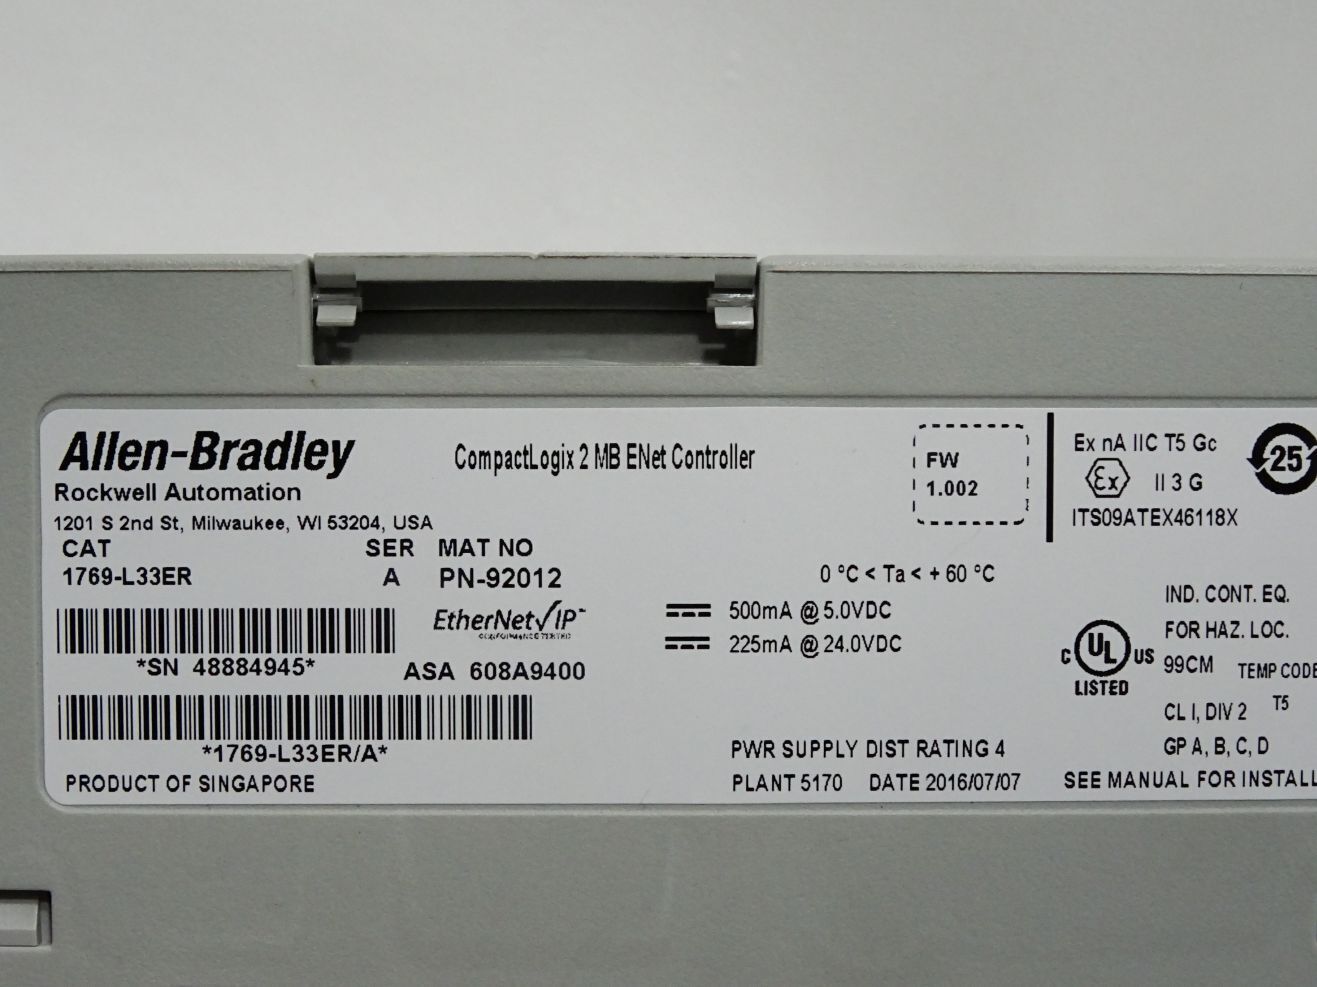 Allen-Bradley
Rockwell Automation
1201 S 2nd St, Milwaukee, WI 53204, USA
CAT SER MAT NO
1769-L33ER A PN-92012
EtherNet/IP™
CONFORMANCE TESTED
*SN 48884945* ASA 608A9400
*1769-L33ER/A*
PRODUCT OF SINGAPORE
CompactLogix 2 MB ENet Controller
FW
1.002
0 °C < Ta < + 60 °C
500mA @ 5.0VDC
225mA @ 24.0VDC
PWR SUPPLY DIST RATING 4
PLANT 5170 DATE 2016/07/07
Ex nA IIC T5 Gc
Ex II 3 G
ITS09ATEX46118X
25
C UL US
LISTED
IND. CONT. EQ.
FOR HAZ. LOC.
99CM TEMP CODE
CL I, DIV 2 T5
GP A, B, C, D
SEE MANUAL FOR INSTALL